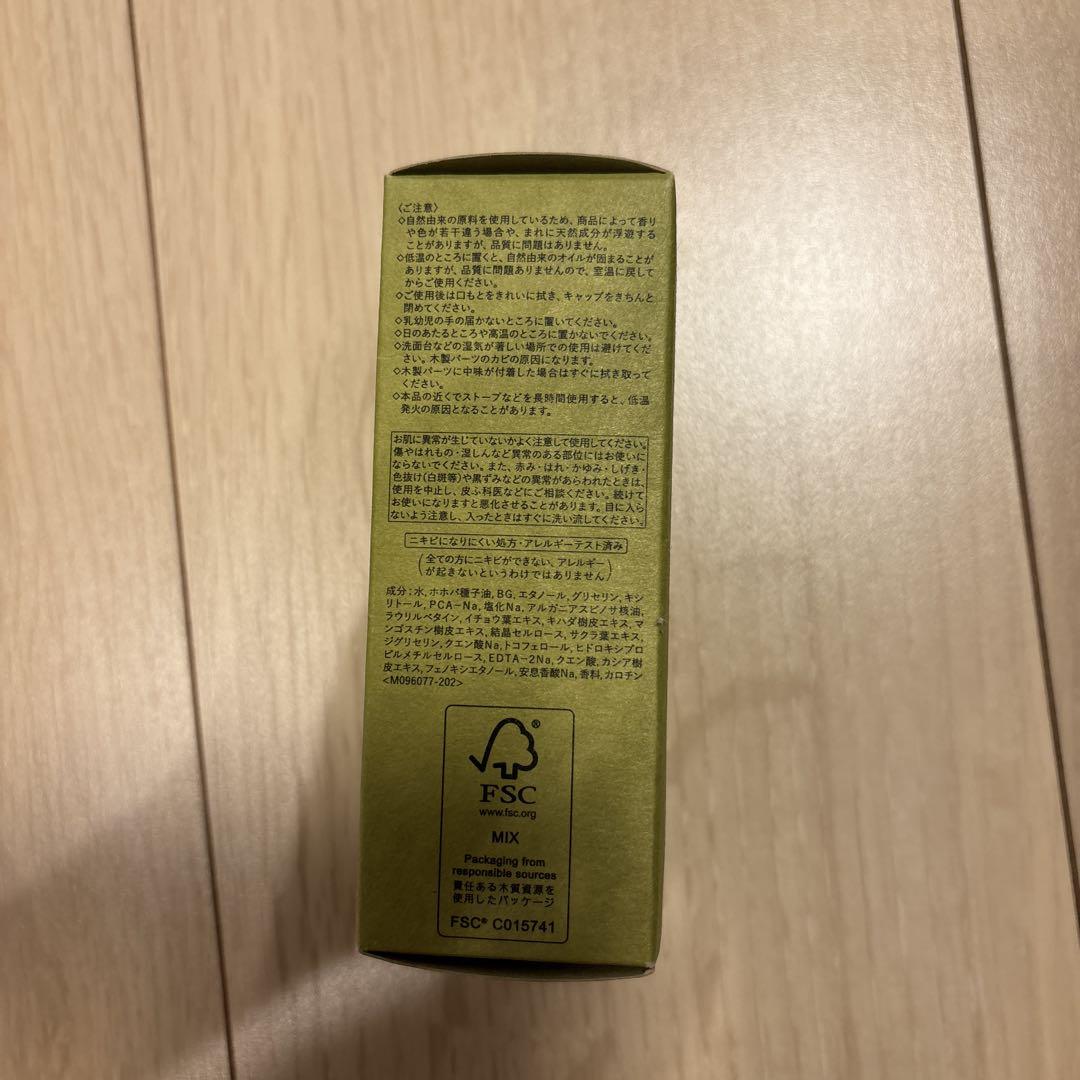 〈ご注意〉
◇自然由来の原料を使用しているため、商品によって香り
や色が若干違う場合や、まれに天然成分が浮遊する
ことがありますが、品質に問題はありません。
◇低温のところに置くと、自然由来のオイルが固まることが
ありますが、品質に問題ありませんので、室温に戻して
からご使用ください。
◇ご使用後は口もとをきれいに拭き、キャップをきちんと
閉めてください。
◇乳幼児の手の届かないところに置いてください。
◇日のあたるところや高温のところに置かないでください。
◇洗面台などの湿気が著しい場所での使用は避けてくだ
さい。木製パーツのカビの原因になります。
◇木製パーツに中味が付着した場合はすぐに拭き取って
ください。
◇本品の近くでストーブなどを長時間使用すると、低温
発火の原因となることがあります。
お肌に異常が生じていないかよく注意して使用してください。
傷やはれもの・湿しんなど異常のある部位にはお使いに
ならないでください。また、赤み・はれ・かゆみ・しげき・
色抜け(白斑等)や黒ずみなどの異常があらわれたときは、
使用を中止し、皮ふ科医などにご相談ください。続けて
お使いになりますと悪化させることがあります。目に入ら
ないよう注意し、入ったときはすぐに洗い流してください。
ニキビになりにくい処方・アレルギーテスト済み
(全ての方にニキビができない、アレルギー
が起きないというわけではありません)
成分:水,ホホバ種子油,BG,エタノール,グリセリン,キシ
リトール,PCA-Na,塩化Na,アルガニアスピノサ核油,
ラウリルベタイン,イチョウ葉エキス,キハダ樹皮エキス,マ
ンゴスチン樹皮エキス,結晶セルロース,サクラ葉エキス,
ジグリセリン,クエン酸Na,トコフェロール,ヒドロキシプロ
ピルメチルセルロース,EDTA-2Na,クエン酸,カシア樹
皮エキス,フェノキシエタノール,安息香酸Na,香料,カロチン
<M096077-202>
®
FSC
www.fsc.org
MIX
Packaging from
responsible sources
責任ある木質資源を
使用したパッケージ
FSC® C015741